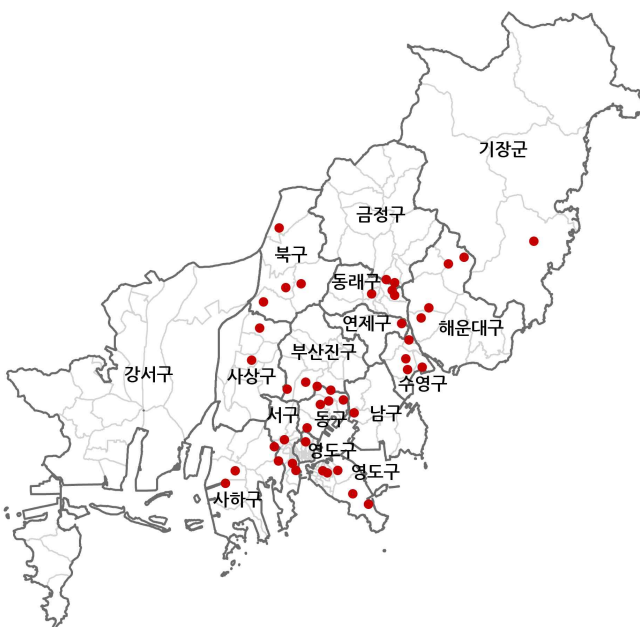 기장군
금정구
북구
동래구
연제구
해운대구
부산진구
강서구
사상구
수영구
서구
동구
남구
영도구
영도구
사하구